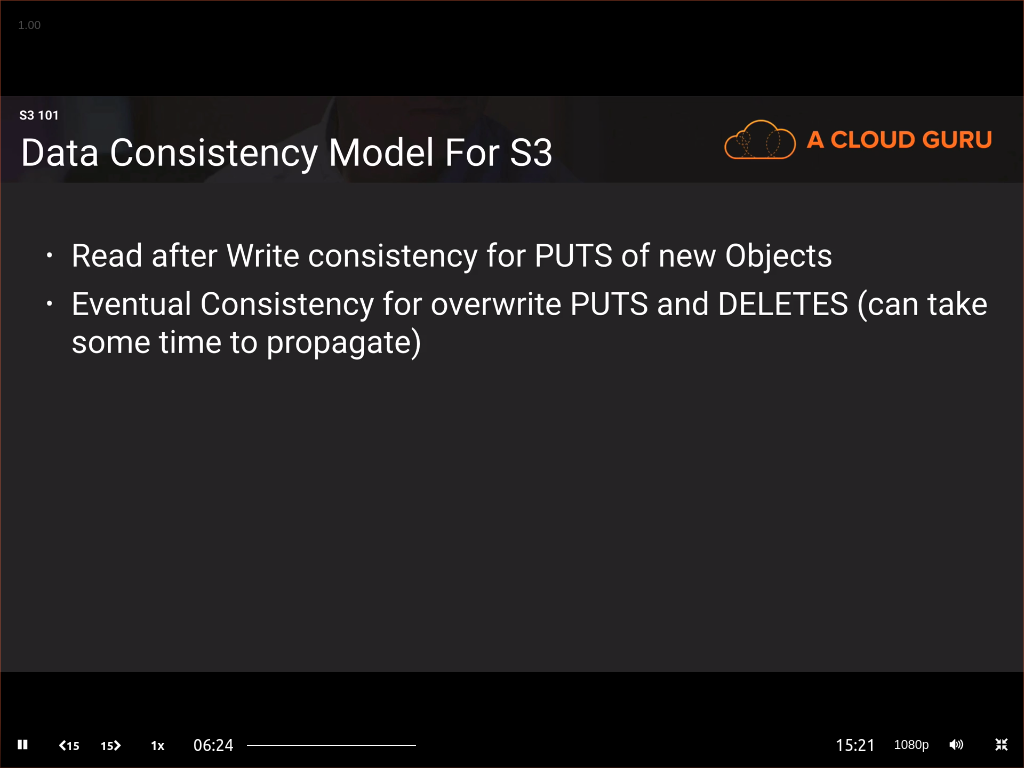 1.00
S3 101
Data Consistency Model For S3
A CLOUD GURU
· Read after Write consistency for PUTS of new Objects
· Eventual Consistency for overwrite PUTS and DELETES (can take
some time to propagate)
15 15 1x 06:24 15:21 1080p